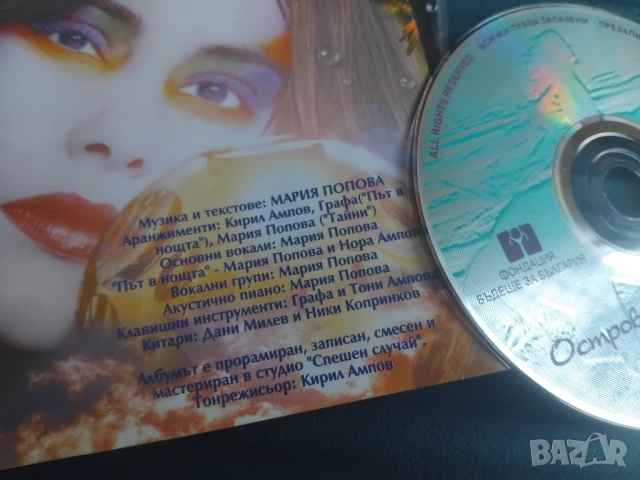 Музика и текстове: МАРИЯ ПОПОВА
Аранжименти: Кирил Ампов, Графа("Път в
нощта"), Мария Попова ("Тайни")
Основни вокали: Мария Попова
"Път в нощта" - Мария Попова и Нора Ампова
Вокални групи: Мария Попова
Акустично пиано: Мария Попова
Клавишни инструменти: Графа и Тони Ампов
Китари: Дани Милев и Ники Копринков
Албумът е програмиран, записан, смесен и
мастериран в студио "Спешен случай".
Тонрежисьор: Кирил Ампов
ALL RIGHTS RESERVED
ВСИЧКИ ПРАВА ЗАПАЗЕНИ
ПРЕЗАПИ
ФОНДАЦИЯ
БЪДЕЩЕ ЗА БЪЛГАРИЯ
Остров
BAZAR
bg